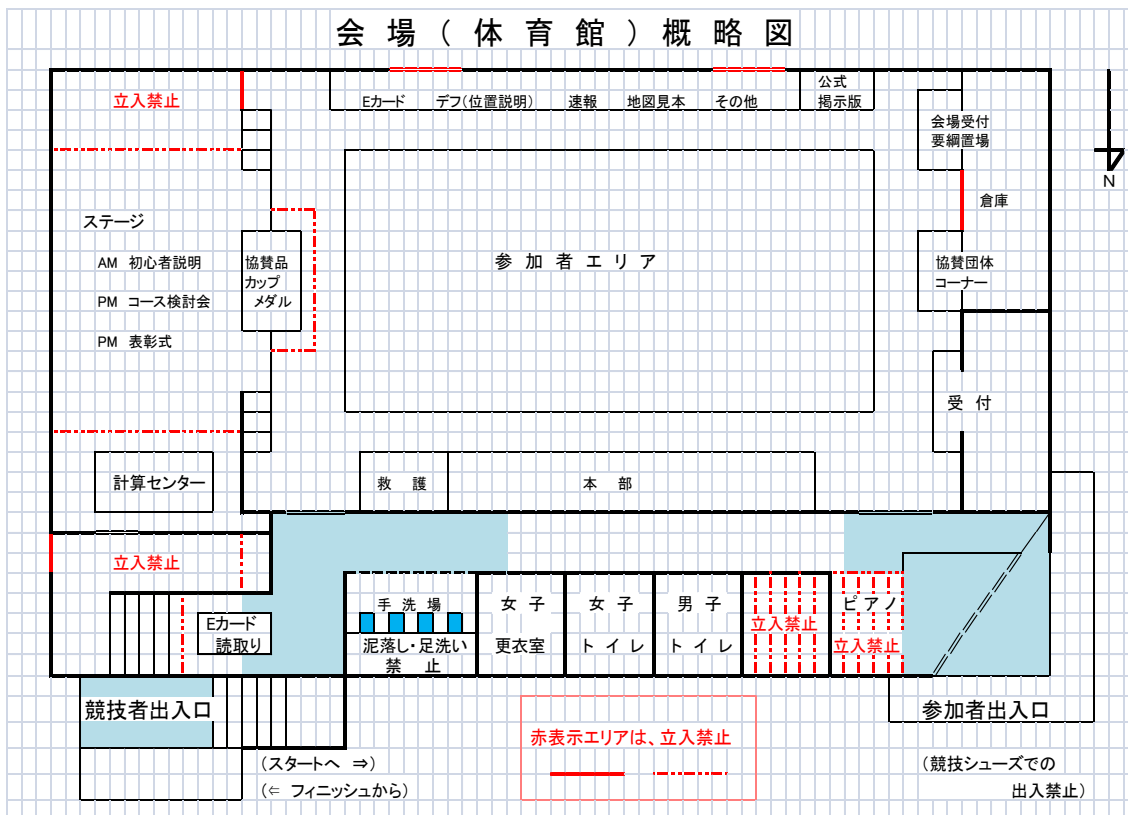 会場(体育館)概略図
立入禁止
Eカード デフ(位置説明) 速報 地図見本 その他
公式
掲示版
会場受付
要綱置場
N
倉庫
ステージ
AM 初心者説明
PM コース検討会
PM 表彰式
協賛品
カップ
メダル
参加者エリア
協賛団体
コーナー
受付
計算センター
救護
本部
立入禁止
Eカード
読取り
手洗場
泥落し・足洗い
禁止
女子
更衣室
女子
トイレ
男子
トイレ
立入禁止
ピアノ
立入禁止
競技者出入口
参加者出入口
赤表示エリアは、立入禁止
(スタートへ ⇒)
(⇐ フィニッシュから)
(競技シューズでの
出入禁止)